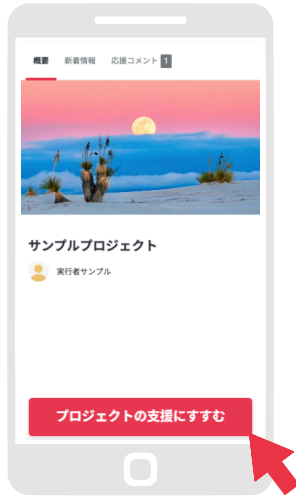 概要 新着情報 応援コメント 1
サンプルプロジェクト
実行者サンプル
プロジェクトの支援にすすむ